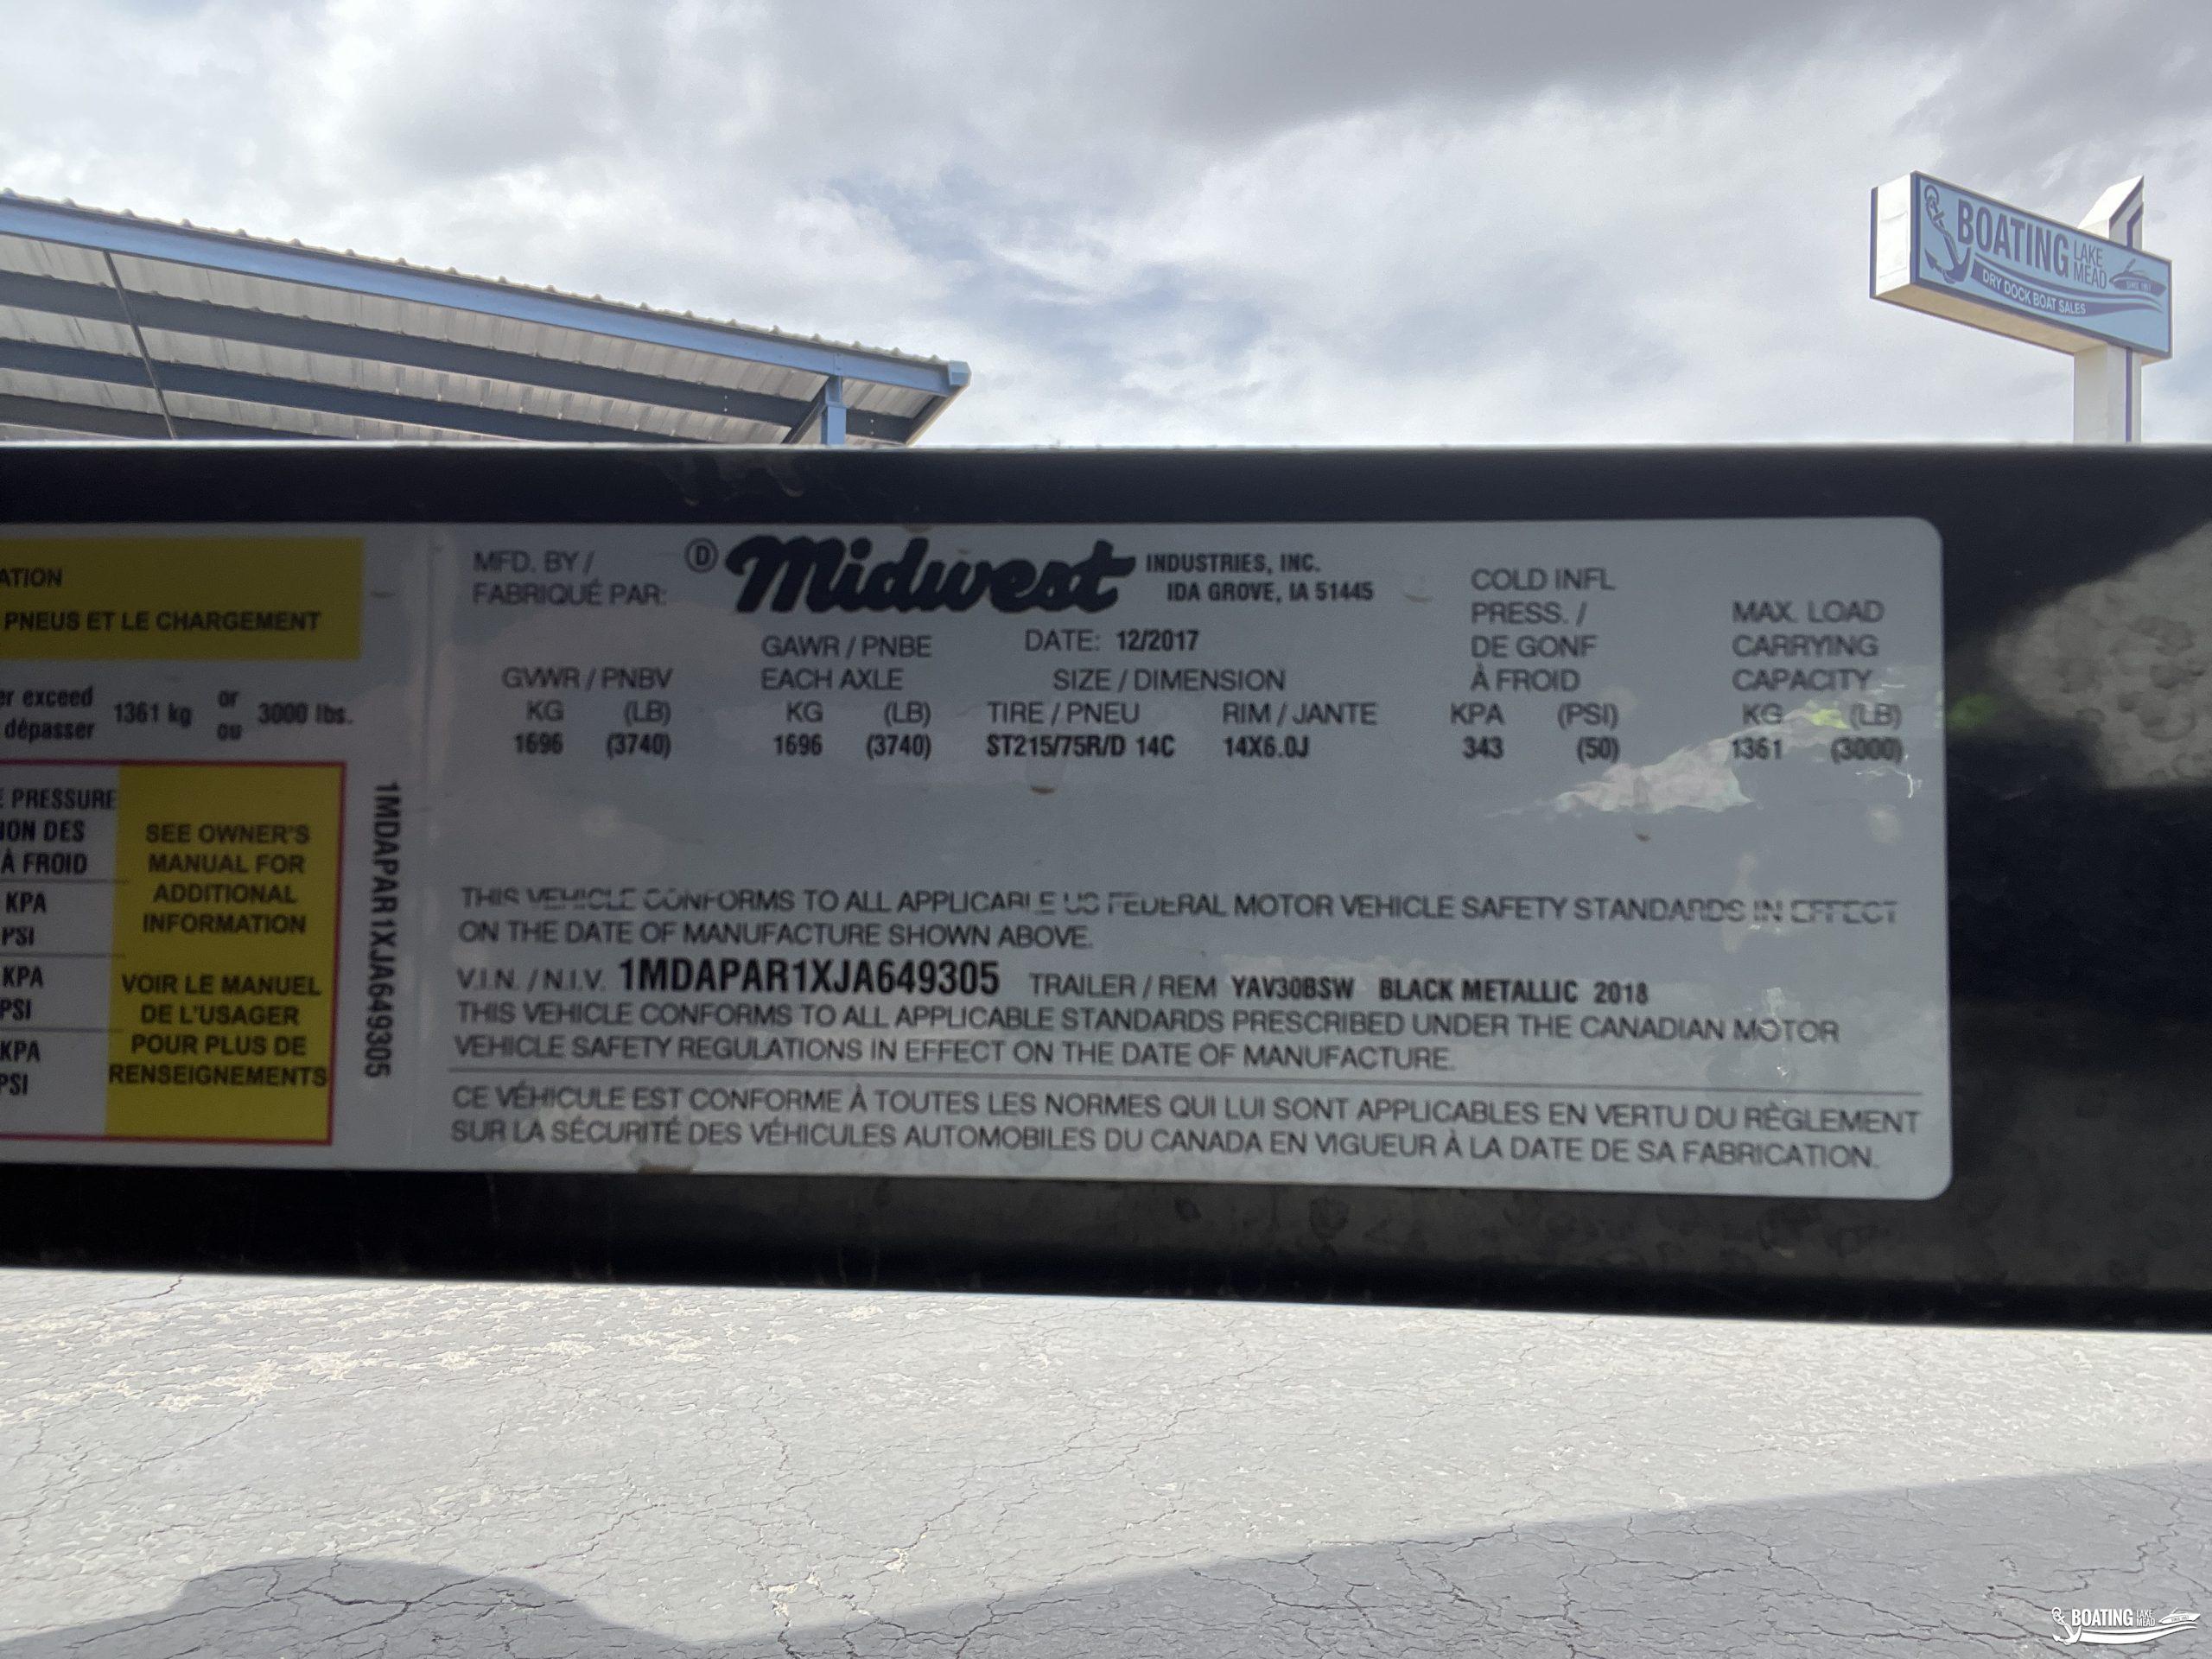 BOATING LAKE MEAD
DRY DOCK BOAT SALES
ATION
PNEUS ET LE CHARGEMENT
er exceed 1361 kg or 3000 lbs.
dépasser ou
E PRESSURE
ION DES
À FROID
KPA
PSI
KPA
PSI
KPA
PSI
SEE OWNER'S
MANUAL FOR
ADDITIONAL
INFORMATION
VOIR LE MANUEL
DE L'USAGER
POUR PLUS DE
RENSEIGNEMENTS
1MDAPAR1XJA649305
MFD. BY /
FABRIQUÉ PAR:
D Midwest INDUSTRIES, INC.
IDA GROVE, IA 51445
DATE: 12/2017
GVWR / PNBV
KG (LB)
1696 (3740)
GAWR / PNBE
EACH AXLE
KG (LB)
1696 (3740)
SIZE / DIMENSION
TIRE / PNEU RIM / JANTE
ST215/75R/D 14C 14X6.0J
COLD INFL
PRESS. /
DE GONF
À FROID
KPA (PSI)
343 (50)
MAX. LOAD
CARRYING
CAPACITY
KG (LB)
1361 (3000)
THIS VEHICLE CONFORMS TO ALL APPLICABLE US FEDERAL MOTOR VEHICLE SAFETY STANDARDS IN EFFECT
ON THE DATE OF MANUFACTURE SHOWN ABOVE.
V.I.N. / N.I.V. 1MDAPAR1XJA649305 TRAILER / REM YAV30BSW BLACK METALLIC 2018
THIS VEHICLE CONFORMS TO ALL APPLICABLE STANDARDS PRESCRIBED UNDER THE CANADIAN MOTOR
VEHICLE SAFETY REGULATIONS IN EFFECT ON THE DATE OF MANUFACTURE.
CE VÉHICULE EST CONFORME À TOUTES LES NORMES QUI LUI SONT APPLICABLES EN VERTU DU RÈGLEMENT
SUR LA SÉCURITÉ DES VÉHICULES AUTOMOBILES DU CANADA EN VIGUEUR À LA DATE DE SA FABRICATION.
BOATING LAKE MEAD